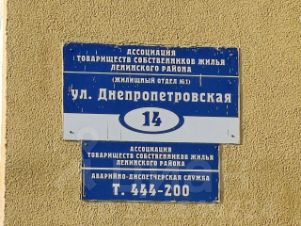 АССОЦИАЦИЯ
ТОВАРИЩЕСТВ СОБСТВЕННИКОВ ЖИЛЬЯ
ЛЕНИНСКОГО РАЙОНА
(ЖИЛИЩНЫЙ ОТДЕЛ №1)
ул. Днепропетровская
14
АССОЦИАЦИЯ
ТОВАРИЩЕСТВ СОБСТВЕННИКОВ ЖИЛЬЯ
ЛЕНИНСКОГО РАЙОНА
АВАРИЙНО-ДИСПЕТЧЕРСКАЯ СЛУЖБА
Т. 444-200